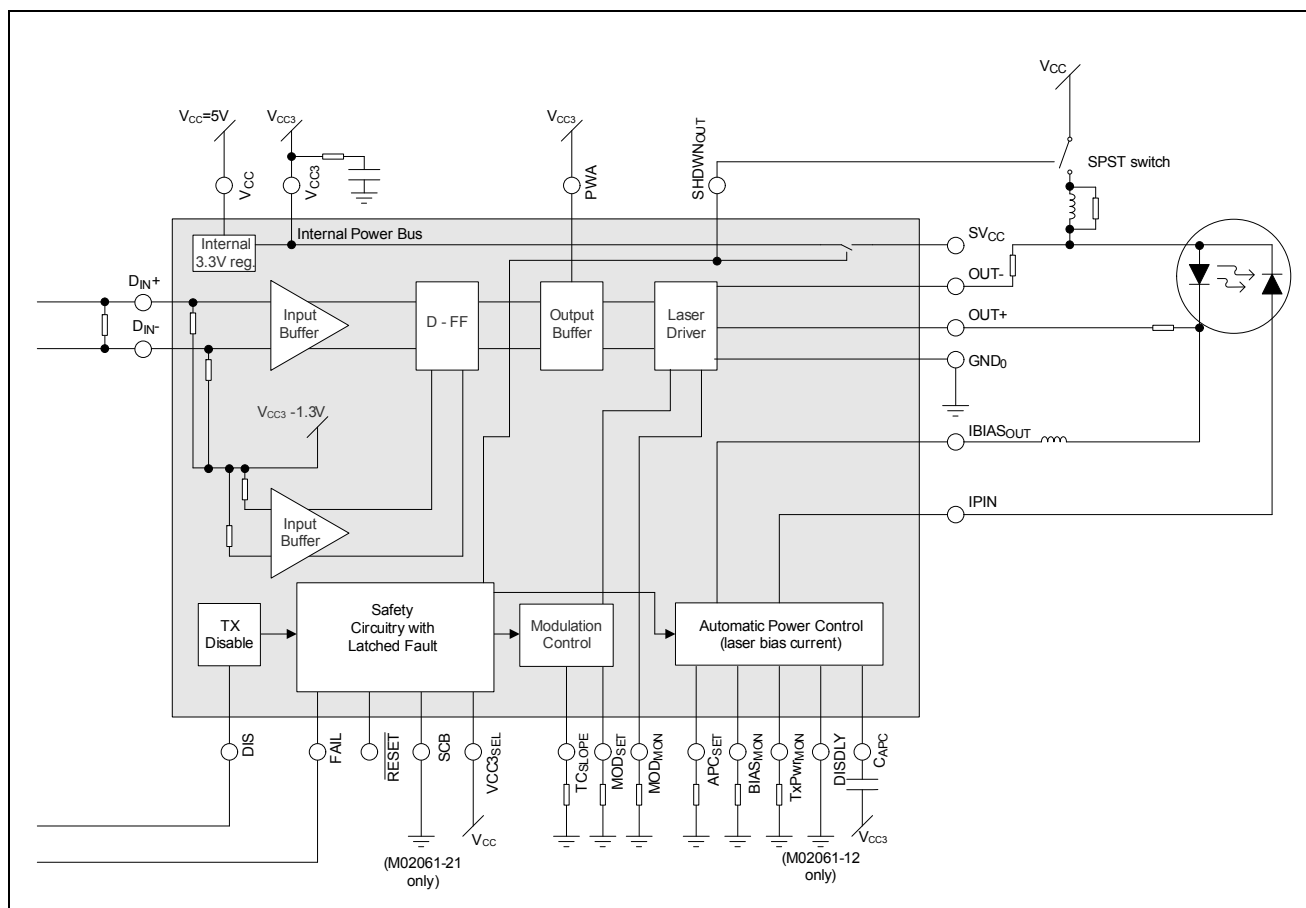 VCC
VCC=5V
VCC3
VCC3
SPST switch
VCC
VCC3
PWA
SHDWNOUT
Internal Power Bus
Internal
3.3V reg.
SVCC
OUT-
DIN+
DIN-
Input
Buffer
D - FF
Output
Buffer
Laser
Driver
OUT+
GND0
VCC3 -1.3V
IBIASOUT
IPIN
Input
Buffer
TX
Disable
Safety
Circuitry with
Latched Fault
Modulation
Control
Automatic Power Control
(laser bias current)
DIS
FAIL
RESET
SCB
VCC3SEL
TCSLOPE
MODSET
MODMON
APCSET
BIASMON
TxPwrMON
DISDLY
CAPC
VCC
VCC3
(M02061-21
only)
(M02061-12
only)